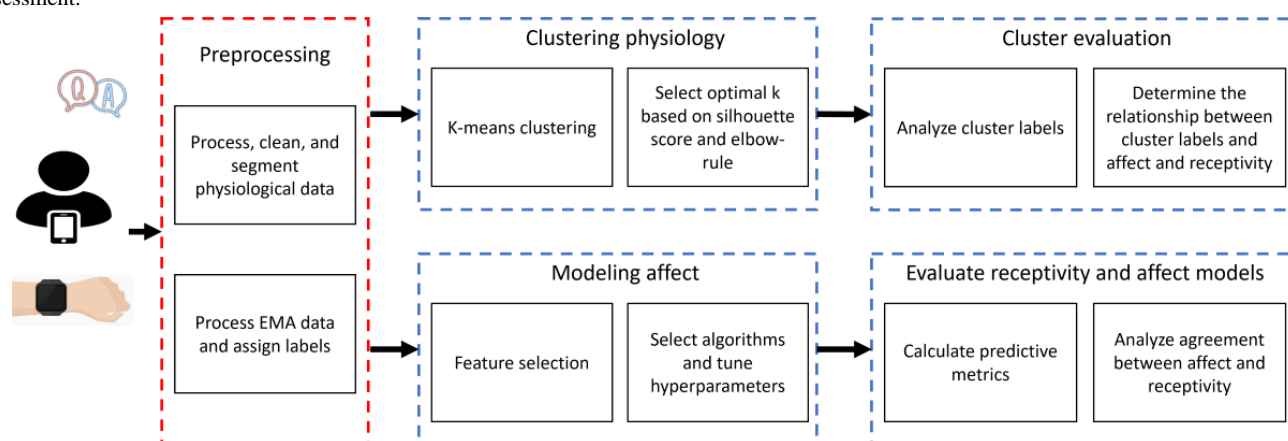 sessment.
Q A
Preprocessing
Process, clean, and
segment
physiological data
Process EMA data
and assign labels
Clustering physiology
K-means clustering
Select optimal k
based on silhouette
score and elbow-
rule
Cluster evaluation
Analyze cluster labels
Determine the
relationship between
cluster labels and
affect and receptivity
Modeling affect
Feature selection
Select algorithms
and tune
hyperparameters
Evaluate receptivity and affect models
Calculate predictive
metrics
Analyze agreement
between affect and
receptivity